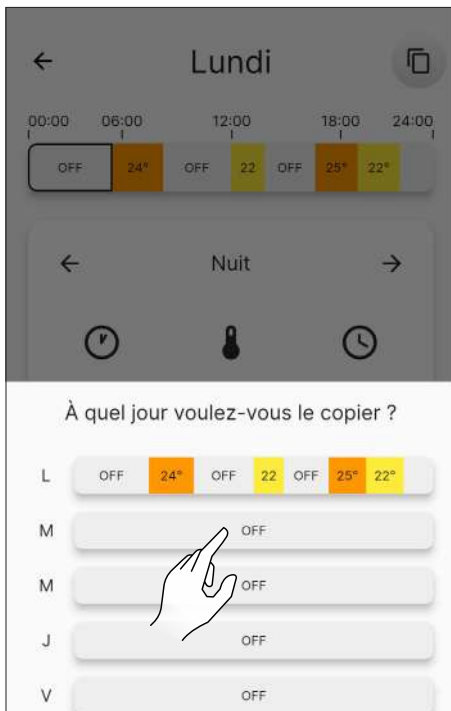 Lundi
00:00 06:00 12:00 18:00 24:00
OFF 24° OFF 22 OFF 25° 22°
Nuit
À quel jour voulez-vous le copier ?
L OFF 24° OFF 22 OFF 25° 22°
M OFF
M OFF
J OFF
V OFF